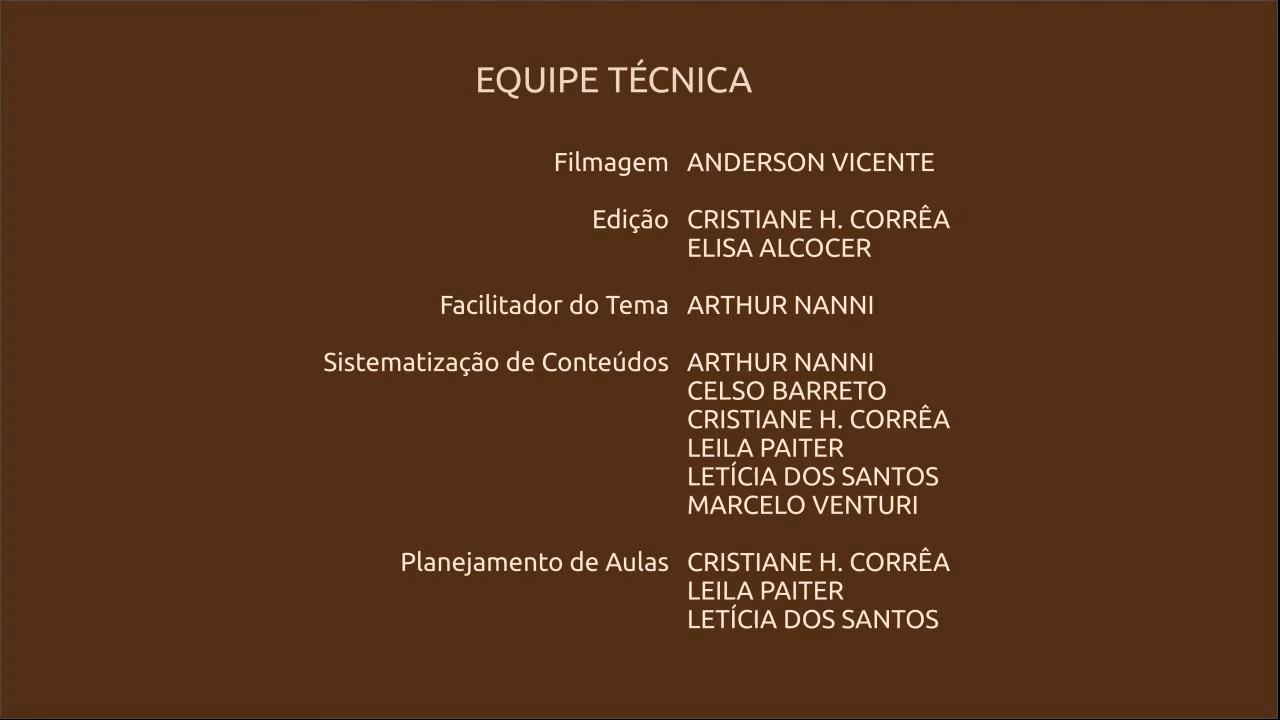 EQUIPE TÉCNICA
Filmagem ANDERSON VICENTE
Edição CRISTIANE H. CORRÊA
ELISA ALCOCER
Facilitador do Tema ARTHUR NANNI
Sistematização de Conteúdos ARTHUR NANNI
CELSO BARRETO
CRISTIANE H. CORRÊA
LEILA PAITER
LETÍCIA DOS SANTOS
MARCELO VENTURI
Planejamento de Aulas CRISTIANE H. CORRÊA
LEILA PAITER
LETÍCIA DOS SANTOS